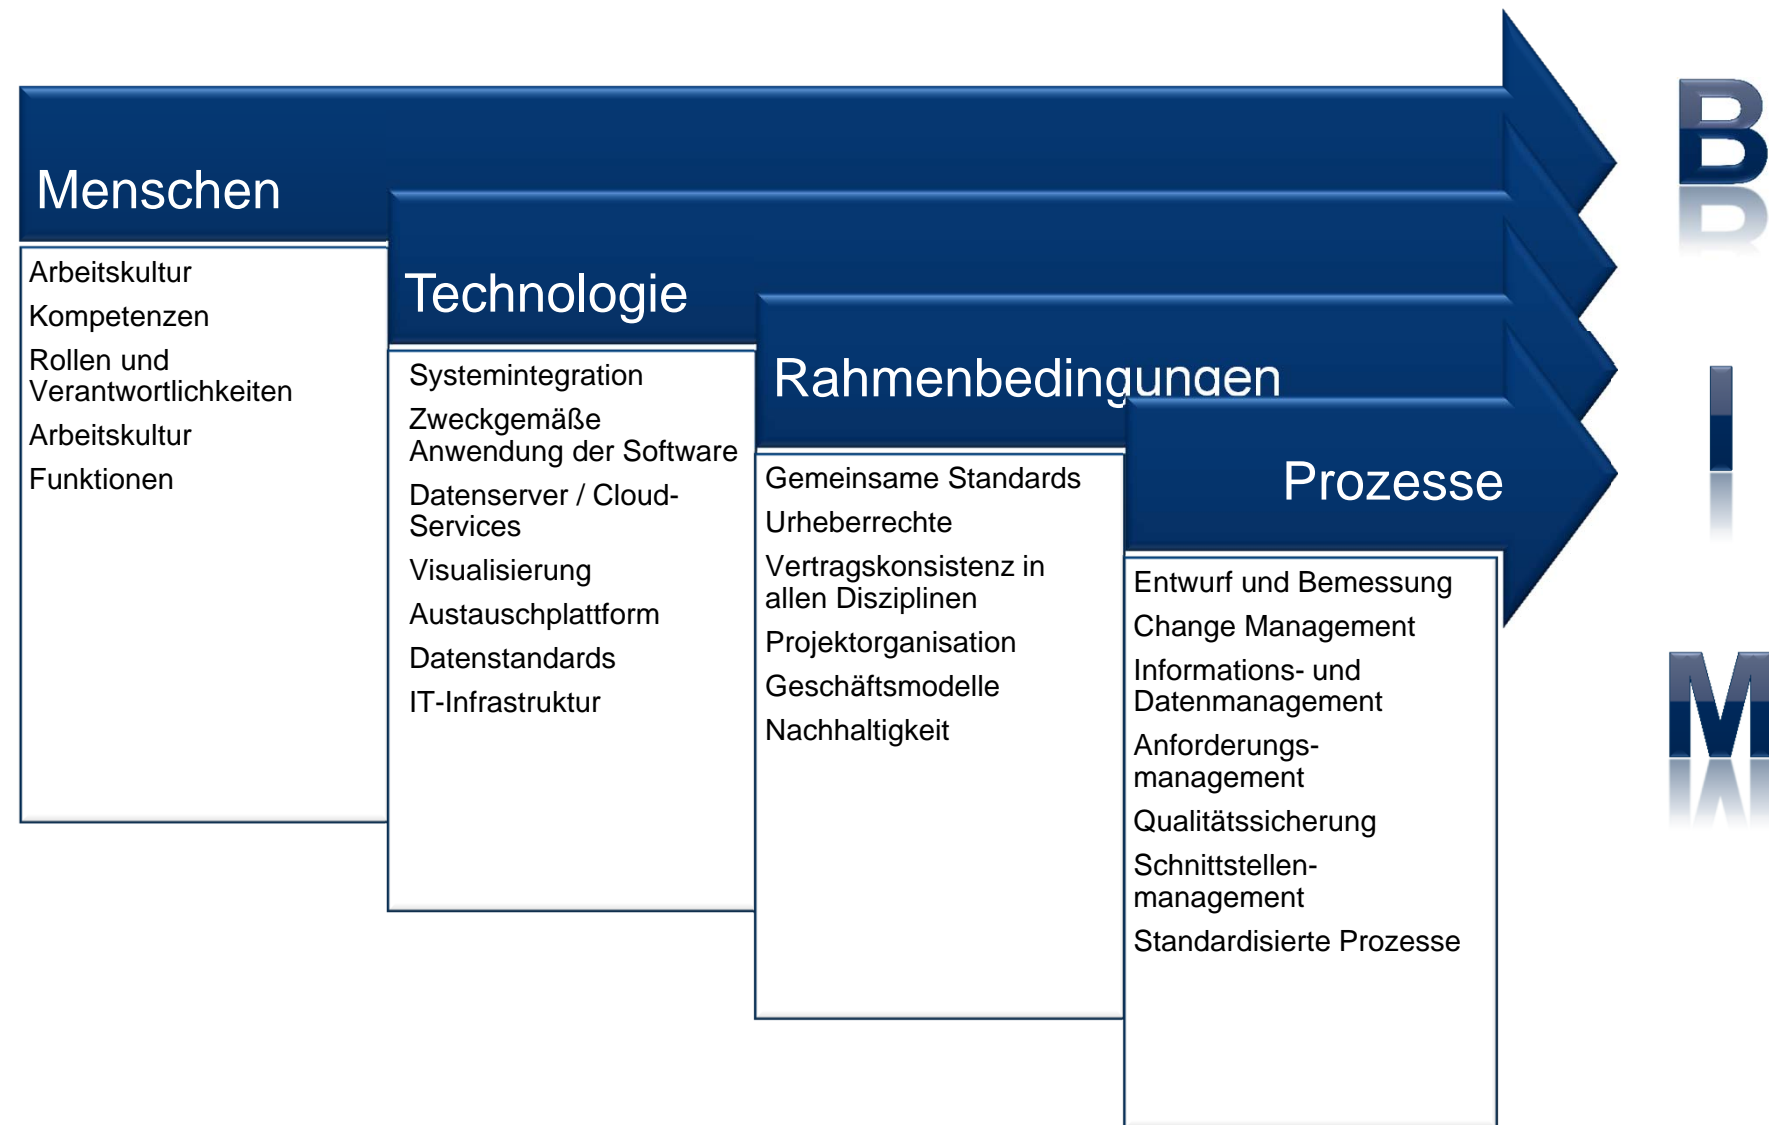 Menschen
Arbeitskultur
Kompetenzen
Rollen und
Verantwortlichkeiten
Arbeitskultur
Funktionen
Technologie
Systemintegration
Zweckgemäße
Anwendung der Software
Datenserver / Cloud-
Services
Visualisierung
Austauschplattform
Datenstandards
IT-Infrastruktur
Rahmenbedingungen
Gemeinsame Standards
Urheberrechte
Vertragskonsistenz in
allen Disziplinen
Projektorganisation
Geschäftsmodelle
Nachhaltigkeit
Prozesse
Entwurf und Bemessung
Change Management
Informations- und
Datenmanagement
Anforderungs-
management
Qualitätssicherung
Schnittstellen-
management
Standardisierte Prozesse
B
I
M